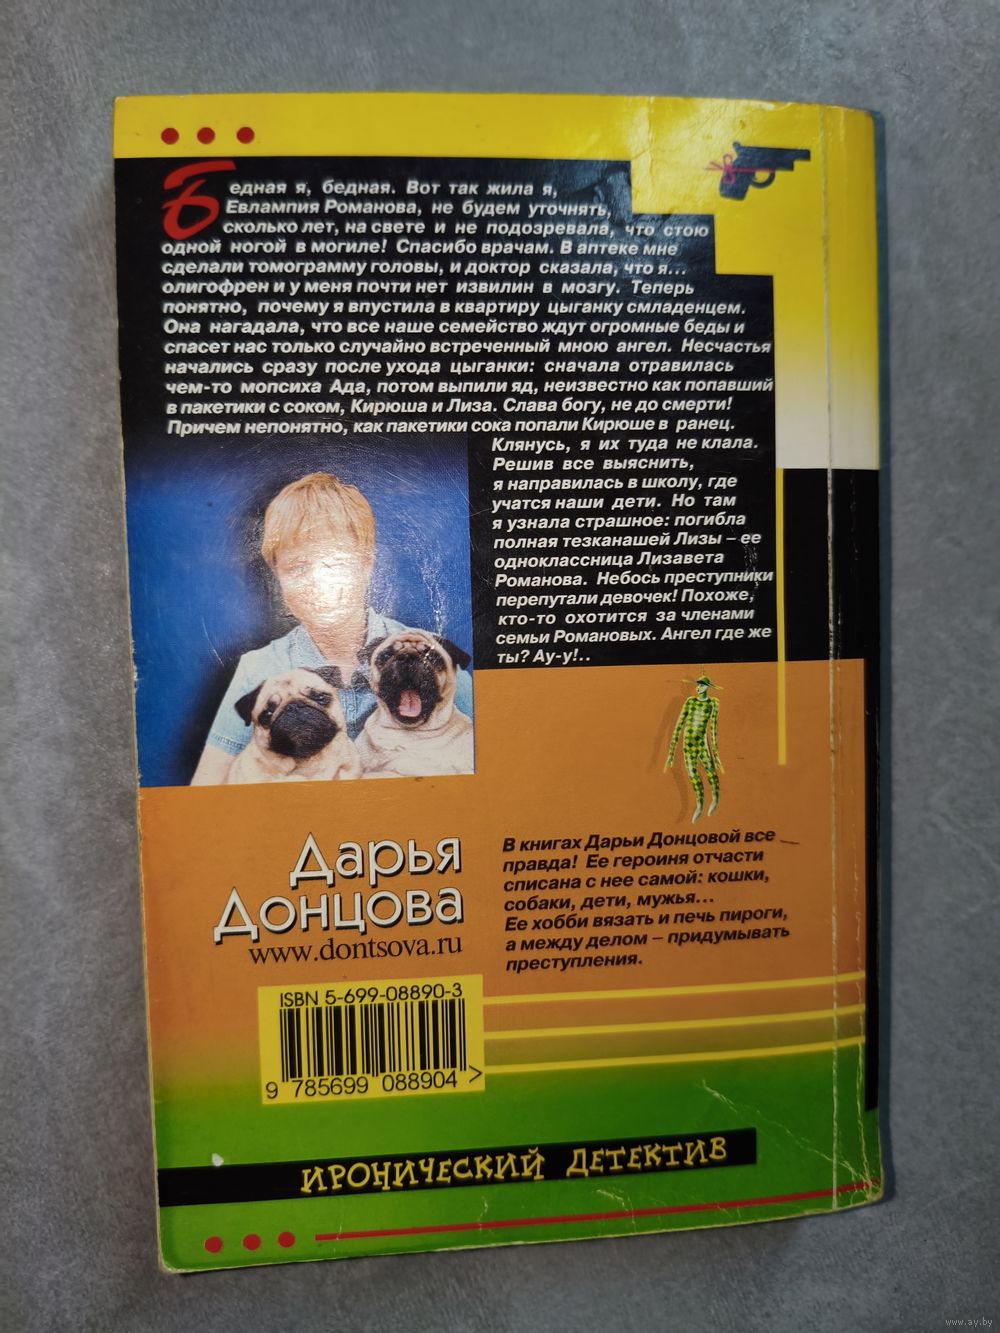 Бедная я, бедная. Вот так жила я,
Евлампия Романова, не будем уточнять,
сколько лет, на свете и не подозревала, что стою
одной ногой в могиле! Спасибо врачам. В аптеке мне
сделали томограмму головы, и доктор сказала, что я...
олигофрен и у меня почти нет извилин в мозгу. Теперь
понятно, почему я впустила в квартиру цыганку смладенцем.
Она нагадала, что все наше семейство ждут огромные беды и
спасет нас только случайно встреченный мною ангел. Несчастья
начались сразу после ухода цыганки: сначала отравилась
чем-то мопсиха Ада, потом выпили яд, неизвестно как попавший
в пакетики с соком, Кирюша и Лиза. Слава богу, не до смерти!
Причем непонятно, как пакетики сока попали Кирюше в ранец.
Клянусь, я их туда не клала.
Решив все выяснить,
я направилась в школу, где
учатся наши дети. Но там
я узнала страшное: погибла
полная тезканашей Лизы – ее
одноклассница Лизавета
Романова. Небось преступники
перепутали девочек! Похоже,
кто-то охотится за членами
семьи Романовых. Ангел где же
ты? Ау-у!..
Дарья
Донцова
www.dontsova.ru
В книгах Дарьи Донцовой все
правда! Ее героиня отчасти
списана с нее самой: кошки,
собаки, дети, мужья...
Ее хобби вязать и печь пироги,
а между делом – придумывать
преступления.
ISBN 5-699-08890-3
9 785699 088904 >
ИРОНИЧЕСКИЙ ДЕТЕКТИВ
www.ay.by